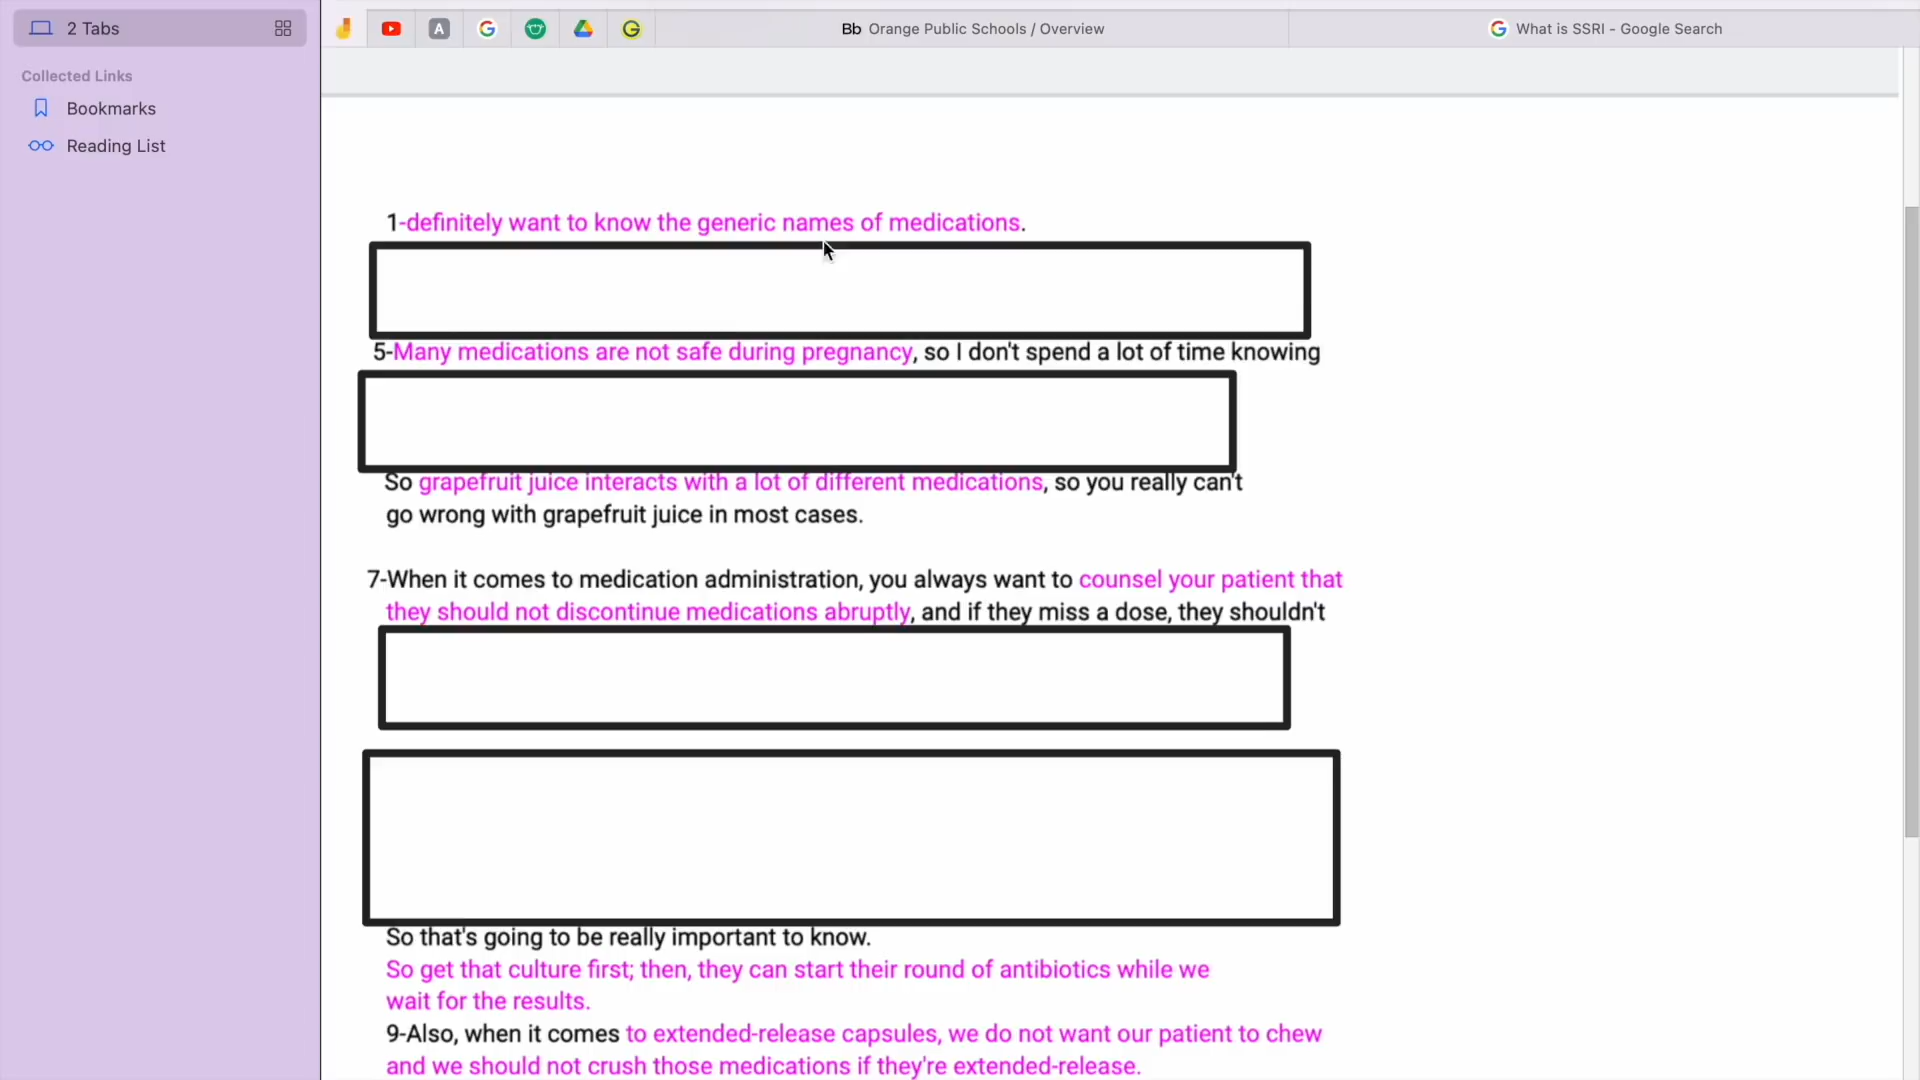 2 Tabs
Collected Links
Bookmarks
Reading List
A
G
Bb Orange Public Schools / Overview
What is SSRI - Google Search
1-definitely want to know the generic names of medications.
5-Many medications are not safe during pregnancy, so I don't spend a lot of time knowing
So grapefruit juice interacts with a lot of different medications, so you really can't
go wrong with grapefruit juice in most cases.
7-When it comes to medication administration, you always want to counsel your patient that
they should not discontinue medications abruptly, and if they miss a dose, they shouldn't
So that's going to be really important to know.
So get that culture first; then, they can start their round of antibiotics while we
wait for the results.
9-Also, when it comes to extended-release capsules, we do not want our patient to chew
and we should not crush those medications if they're extended-release.